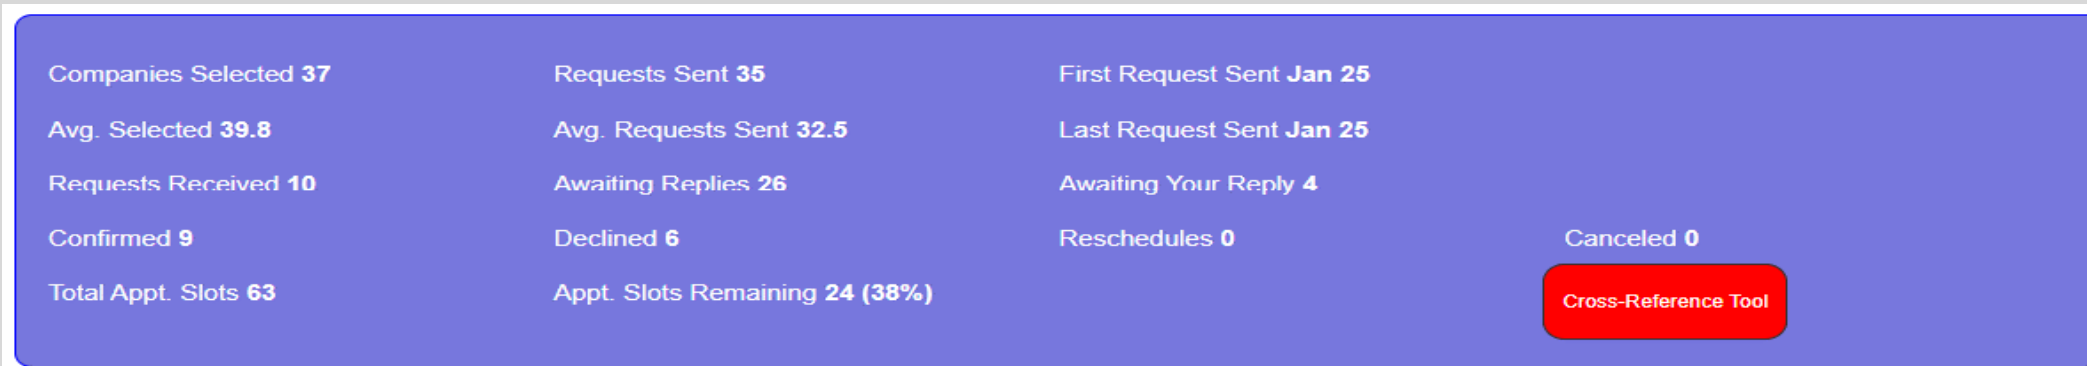 Companies Selected 37 Requests Sent 35 First Request Sent Jan 25
Avg. Selected 39.8 Avg. Requests Sent 32.5 Last Request Sent Jan 25
Requests Received 10 Awaiting Replies 26 Awaiting Your Reply 4
Confirmed 9 Declined 6 Reschedules 0 Canceled 0
Total Appt. Slots 63 Appt. Slots Remaining 24 (38%)
Cross-Reference Tool